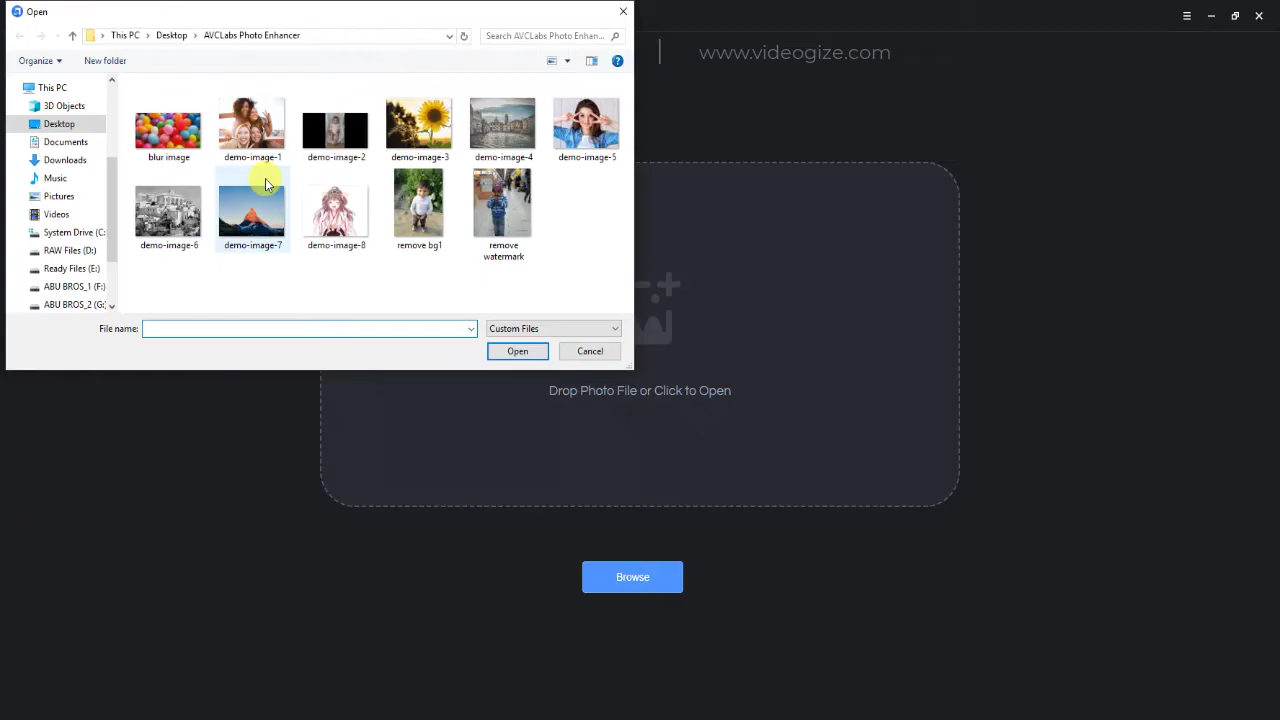 Open
This PC
Desktop
AVCLabs Photo Enhancer
Search AVCLabs Photo Enhan...
www.videogize.com
Organize
New folder
This PC
3D Objects
Desktop
Documents
Downloads
Music
Pictures
Videos
System Drive (C:
RAW Files (D:)
Ready Files (E:)
ABU BROS_1 (F:)
ABU BROS_2 (G:
blur image
demo-image-1
demo-image-2
demo-image-3
demo-image-4
demo-image-5
demo-image-6
demo-image-7
demo-image-8
remove bg1
remove
watermark
File name:
Custom Files
Open
Cancel
Drop Photo File or Click to Open
Browse